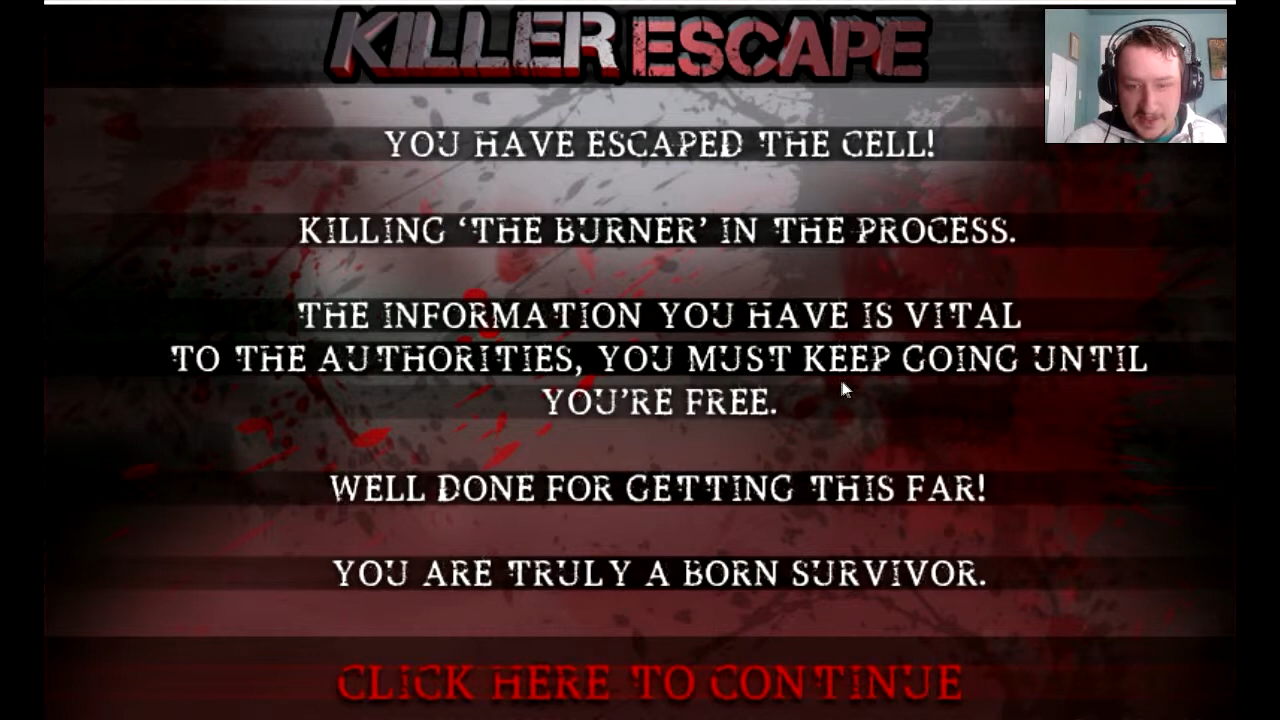 KILLER ESCAPE
YOU HAVE ESCAPED THE CELL!
KILLING ‘THE BURNER’ IN THE PROCESS.
THE INFORMATION YOU HAVE IS VITAL
TO THE AUTHORITIES, YOU MUST KEEP GOING UNTIL
YOU’RE FREE.
WELL DONE FOR GETTING THIS FAR!
YOU ARE TRULY A BORN SURVIVOR.
CLICK HERE TO CONTINUE